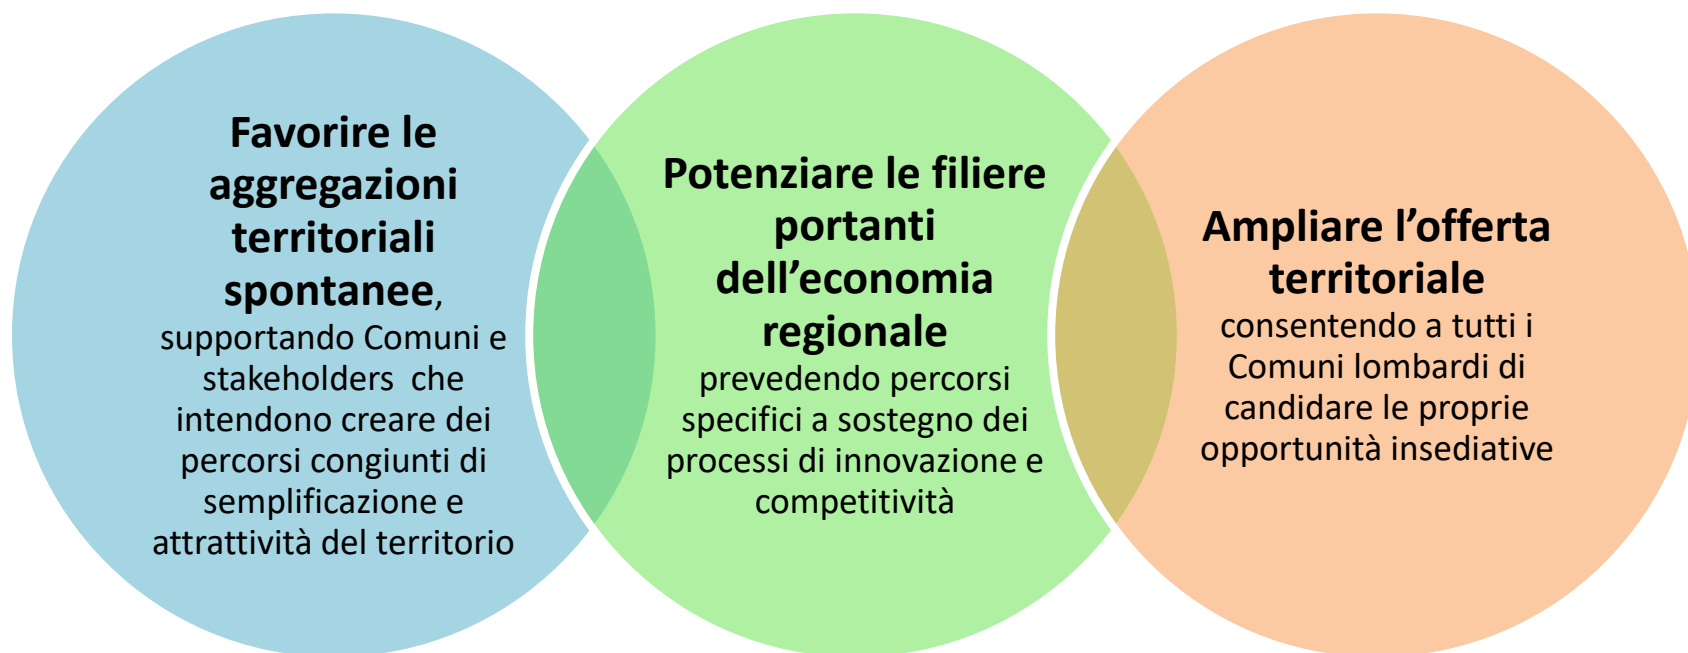 Favorire le
aggregazioni
territoriali
spontanee,
supportando Comuni e
stakeholders che
intendono creare dei
percorsi congiunti di
semplificazione e
attrattività del territorio
Potenziare le filiere
portanti
dell’economia
regionale
prevedendo percorsi
specifici a sostegno dei
processi di innovazione e
competitività
Ampliare l’offerta
territoriale
consentendo a tutti i
Comuni lombardi di
candidare le proprie
opportunità insediative